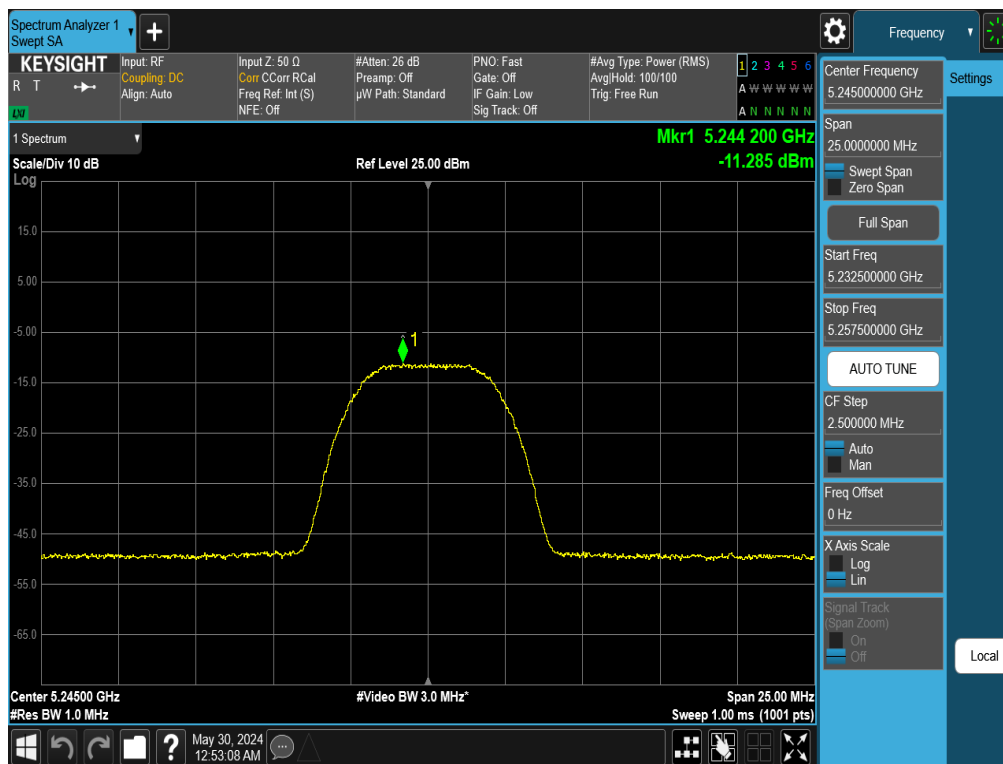 Spectrum Analyzer 1
Swept SA
Frequency
KEYSIGHT
R T
LXI
Input: RF
Coupling: DC
Align: Auto
Input Z: 50 Ω
Corr CCorr RCal
Freq Ref: Int (S)
NFE: Off
#Atten: 26 dB
Preamp: Off
µW Path: Standard
PNO: Fast
Gate: Off
IF Gain: Low
Sig Track: Off
#Avg Type: Power (RMS)
Avg|Hold: 100/100
Trig: Free Run
1 2 3 4 5 6
A W W W W W
A N N N N N
1 Spectrum
Mkr1 5.244 200 GHz
Scale/Div 10 dB
Ref Level 25.00 dBm
-11.285 dBm
Log
15.0
5.00
-5.00
-15.0
-25.0
-35.0
-45.0
-55.0
-65.0
1
Center 5.24500 GHz
#Video BW 3.0 MHz*
Span 25.00 MHz
#Res BW 1.0 MHz
Sweep 1.00 ms (1001 pts)
Center Frequency
5.245000000 GHz
Settings
Span
25.0000000 MHz
Swept Span
Zero Span
Full Span
Start Freq
5.232500000 GHz
Stop Freq
5.257500000 GHz
AUTO TUNE
CF Step
2.500000 MHz
Auto
Man
Freq Offset
0 Hz
X Axis Scale
Log
Lin
Signal Track
(Span Zoom)
On
Off
Local
?
May 30, 2024
12:53:08 AM